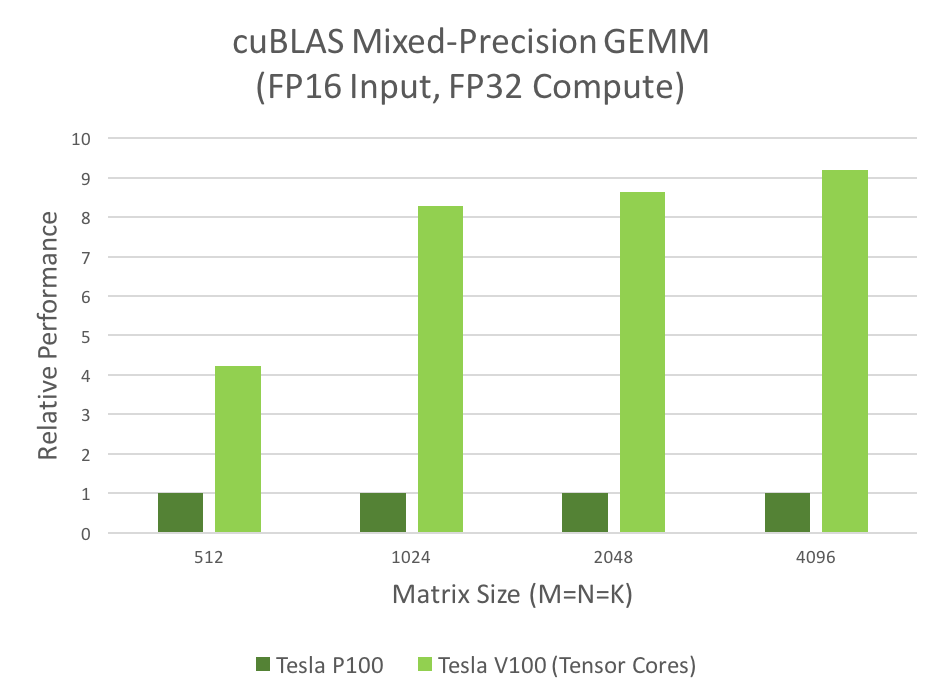 cuBLAS Mixed-Precision GEMM
(FP16 Input, FP32 Compute)
10
9
8
7
6
5
4
3
2
1
0
Relative Performance
512 1024 2048 4096
Matrix Size (M=N=K)
Tesla P100 Tesla V100 (Tensor Cores)